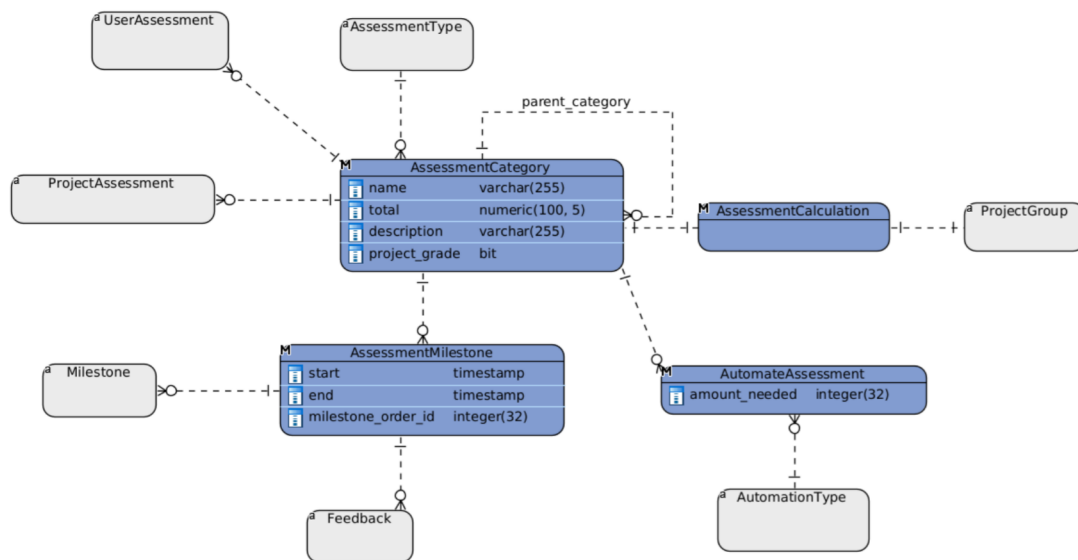 a UserAssessment
a AssessmentType
parent_category
M AssessmentCategory
name varchar(255)
total numeric(100, 5)
description varchar(255)
project_grade bit
a ProjectAssessment
M AssessmentCalculation
a ProjectGroup
M AssessmentMilestone
start timestamp
end timestamp
milestone_order_id integer(32)
a Milestone
M AutomateAssessment
amount_needed integer(32)
a AutomationType
a Feedback